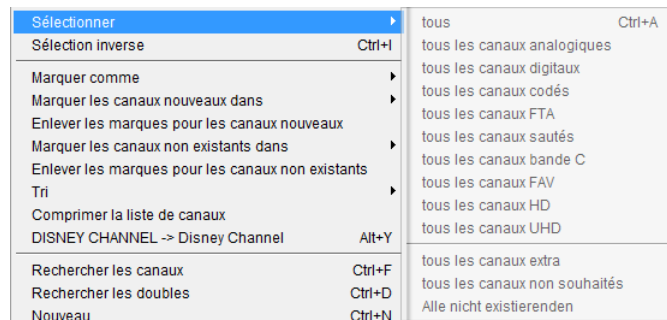 Sélectionner
Sélection inverse Ctrl+I
Marquer comme
Marquer les canaux nouveaux dans
Enlever les marques pour les canaux nouveaux
Marquer les canaux non existants dans
Enlever les marques pour les canaux non existants
Tri
Comprimer la liste de canaux
DISNEY CHANNEL -> Disney Channel Alt+Y
Rechercher les canaux Ctrl+F
Rechercher les doubles Ctrl+D
Nouveau Ctrl+N
tous Ctrl+A
tous les canaux analogiques
tous les canaux digitaux
tous les canaux codés
tous les canaux FTA
tous les canaux sautés
tous les canaux bande C
tous les canaux FAV
tous les canaux HD
tous les canaux UHD
tous les canaux extra
tous les canaux non souhaités
Alle nicht existierenden